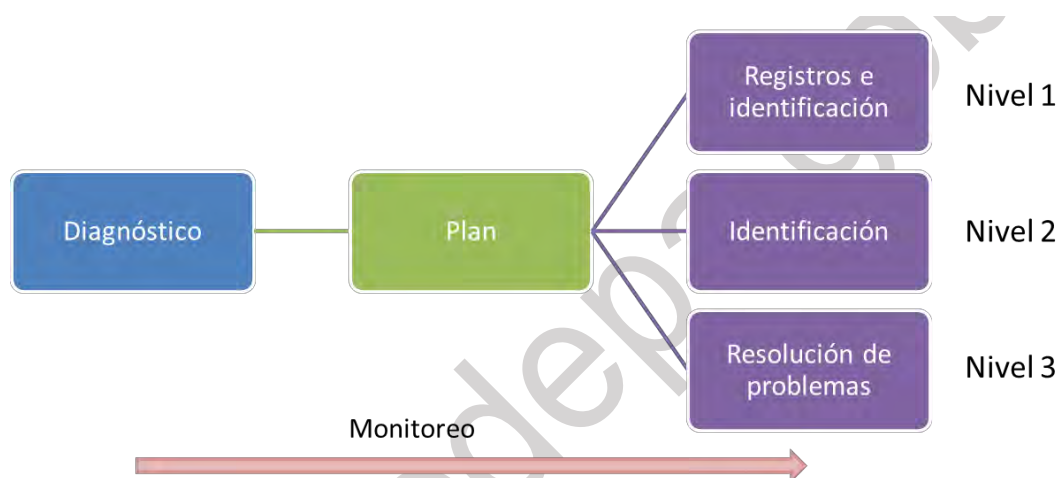 Registros e
identificación
Nivel 1
Diagnóstico
Plan
Identificación
Nivel 2
Resolución de
problemas
Nivel 3
Monitoreo